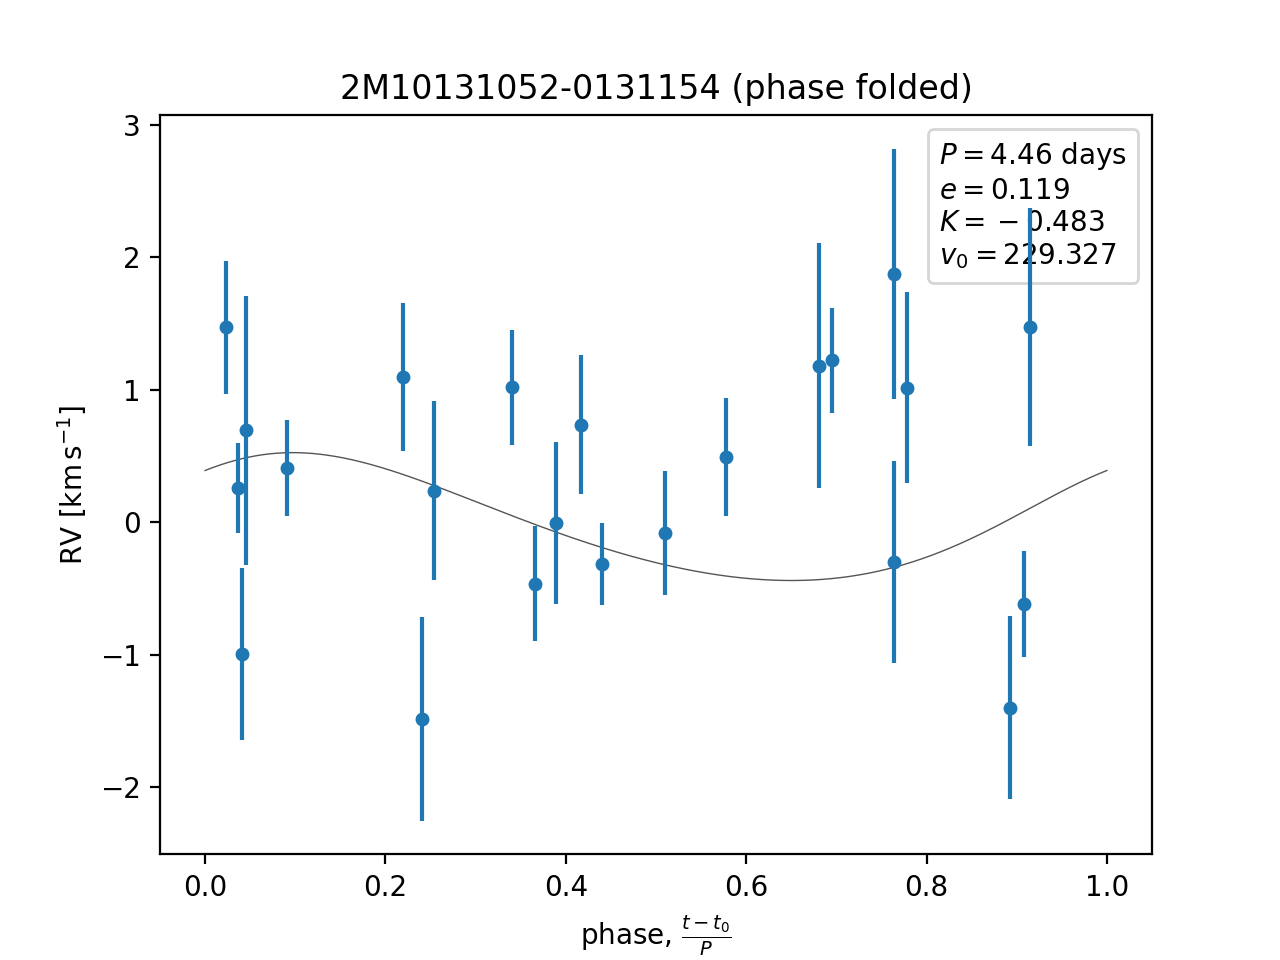 2M10131052-0131154 (phase folded)
P = 4.46 days
e = 0.119
K = −0.483
v₀ = 229.327
RV [km s⁻¹]
3
2
1
0
−1
−2
0.0 0.2 0.4 0.6 0.8 1.0
phase, (t − t₀)/P